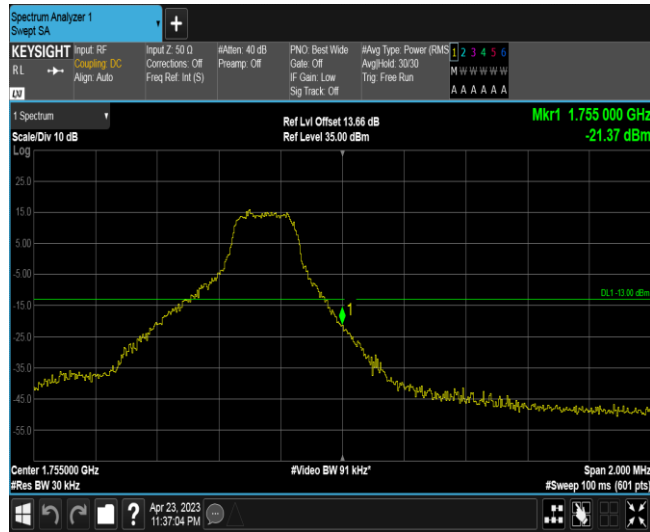 Spectrum Analyzer 1
Swept SA
KEYSIGHT
RL
LXI
Input: RF
Coupling: DC
Align: Auto
Input Z: 50 Ω
Corrections: Off
Freq Ref: Int (S)
#Atten: 40 dB
Preamp: Off
PNO: Best Wide
Gate: Off
IF Gain: Low
Sig Track: Off
#Avg Type: Power (RMS
Avg|Hold: 30/30
Trig: Free Run
1 2 3 4 5 6
M W W W W W
A A A A A A
1 Spectrum
Scale/Div 10 dB
Log
Ref Lvl Offset 13.66 dB
Ref Level 35.00 dBm
Mkr1 1.755 000 GHz
-21.37 dBm
25.0
15.0
5.00
-5.00
-15.0
-25.0
-35.0
-45.0
-55.0
DL1 -13.00 dBm
1
Center 1.755000 GHz
#Res BW 30 kHz
#Video BW 91 kHz*
Span 2.000 MHz
#Sweep 100 ms (601 pts)
?
Apr 23, 2023
11:37:04 PM